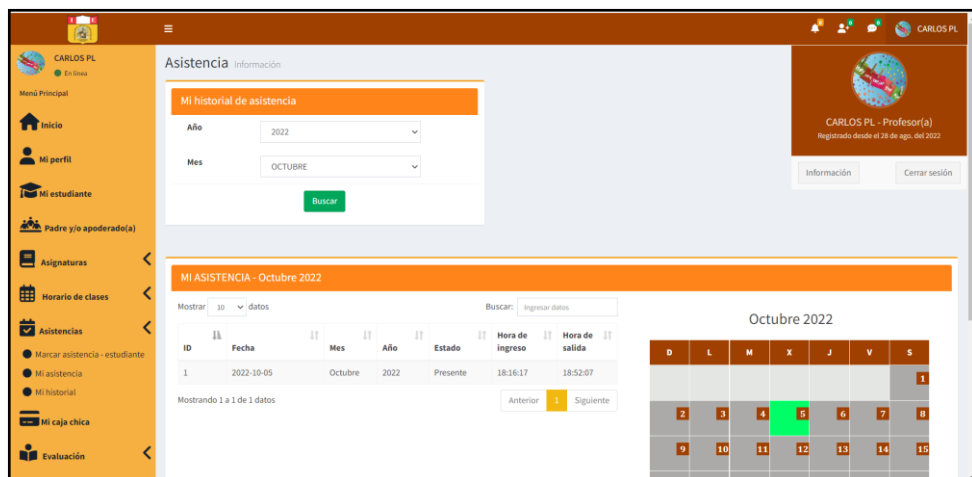 CARLOS PL
CARLOS PL
En línea
Menú Principal
Inicio
Mi perfil
Mi estudiante
Padre y/o apoderado(a)
Asignaturas
Horario de clases
Asistencias
Marcar asistencia - estudiante
Mi asistencia
Mi historial
Mi caja chica
Evaluación
Asistencia Información
Mi historial de asistencia
Año 2022
Mes OCTUBRE
Buscar
CARLOS PL - Profesor(a)
Registrado desde el 28 de ago. del 2022
Información Cerrar sesión
MI ASISTENCIA - Octubre 2022
Mostrar 10 datos Buscar: Ingresar datos
ID Fecha Mes Año Estado Hora de ingreso Hora de salida
1 2022-10-05 Octubre 2022 Presente 18:16:17 18:52:07
Mostrando 1 a 1 de 1 datos Anterior 1 Siguiente
Octubre 2022
D L M X J V S
1
2 3 4 5 6 7 8
9 10 11 12 13 14 15